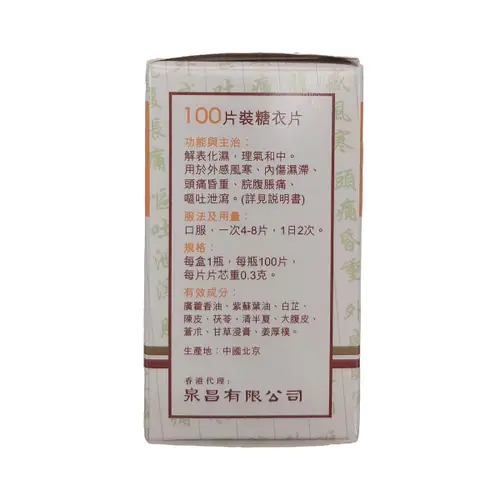 100片裝糖衣片
功能與主治：
解表化濕，理氣和中。
用於外感風寒、內傷濕滯、
頭痛昏重、脘腹脹痛、
嘔吐泄瀉。(詳見説明書)
服法及用量：
口服，一次4-8片，1日2次。
規格：
每盒1瓶，每瓶100片，
每片片芯重0.3克。
有效成分：
廣藿香油、紫蘇葉油、白芷、
陳皮、茯苓、清半夏、大腹皮、
蒼朮、甘草浸膏、姜厚樸。
生產地：中國北京
香港代理：
泉昌有限公司